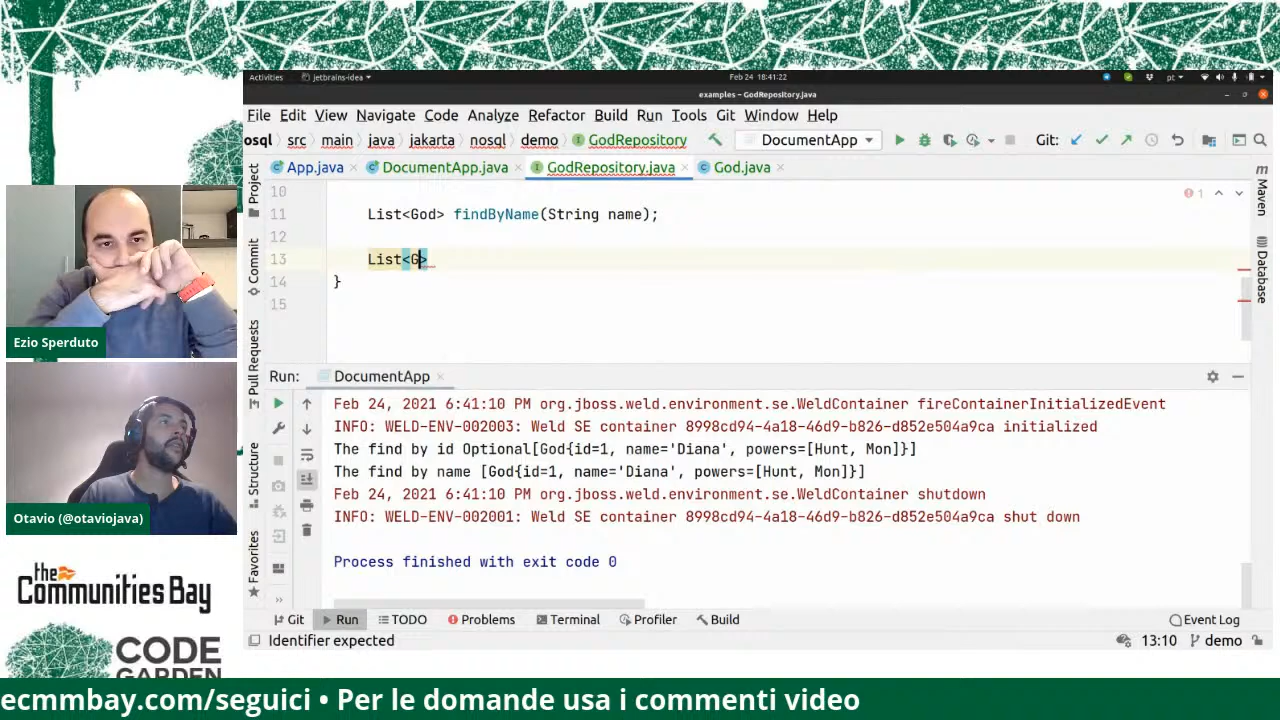 Activities jetbrains-idea Feb 24 18:41:22 pt
examples – GodRepository.java
File Edit View Navigate Code Analyze Refactor Build Run Tools Git Window Help
osql src main java jakarta nosql demo GodRepository DocumentApp Git:
App.java DocumentApp.java GodRepository.java God.java
Project
Commit
Pull Requests
Structure
Favorites
10
11 List<God> findByName(String name);
12
13 List<G>
14 }
15
1
Maven
Database
Run: DocumentApp
Feb 24, 2021 6:41:10 PM org.jboss.weld.environment.se.WeldContainer fireContainerInitializedEvent
INFO: WELD-ENV-002003: Weld SE container 8998cd94-4a18-46d9-b826-d852e504a9ca initialized
The find by id Optional[God{id=1, name='Diana', powers=[Hunt, Mon]}]
The find by name [God{id=1, name='Diana', powers=[Hunt, Mon]}]
Feb 24, 2021 6:41:10 PM org.jboss.weld.environment.se.WeldContainer shutdown
INFO: WELD-ENV-002001: Weld SE container 8998cd94-4a18-46d9-b826-d852e504a9ca shut down
Process finished with exit code 0
Git Run TODO Problems Terminal Profiler Build Event Log
Identifier expected 13:10 demo
Ezio Sperduto
Otavio (@otaviojava)
the
Communities Bay
CODE
GARDEN
ecmmbay.com/seguici • Per le domande usa i commenti video